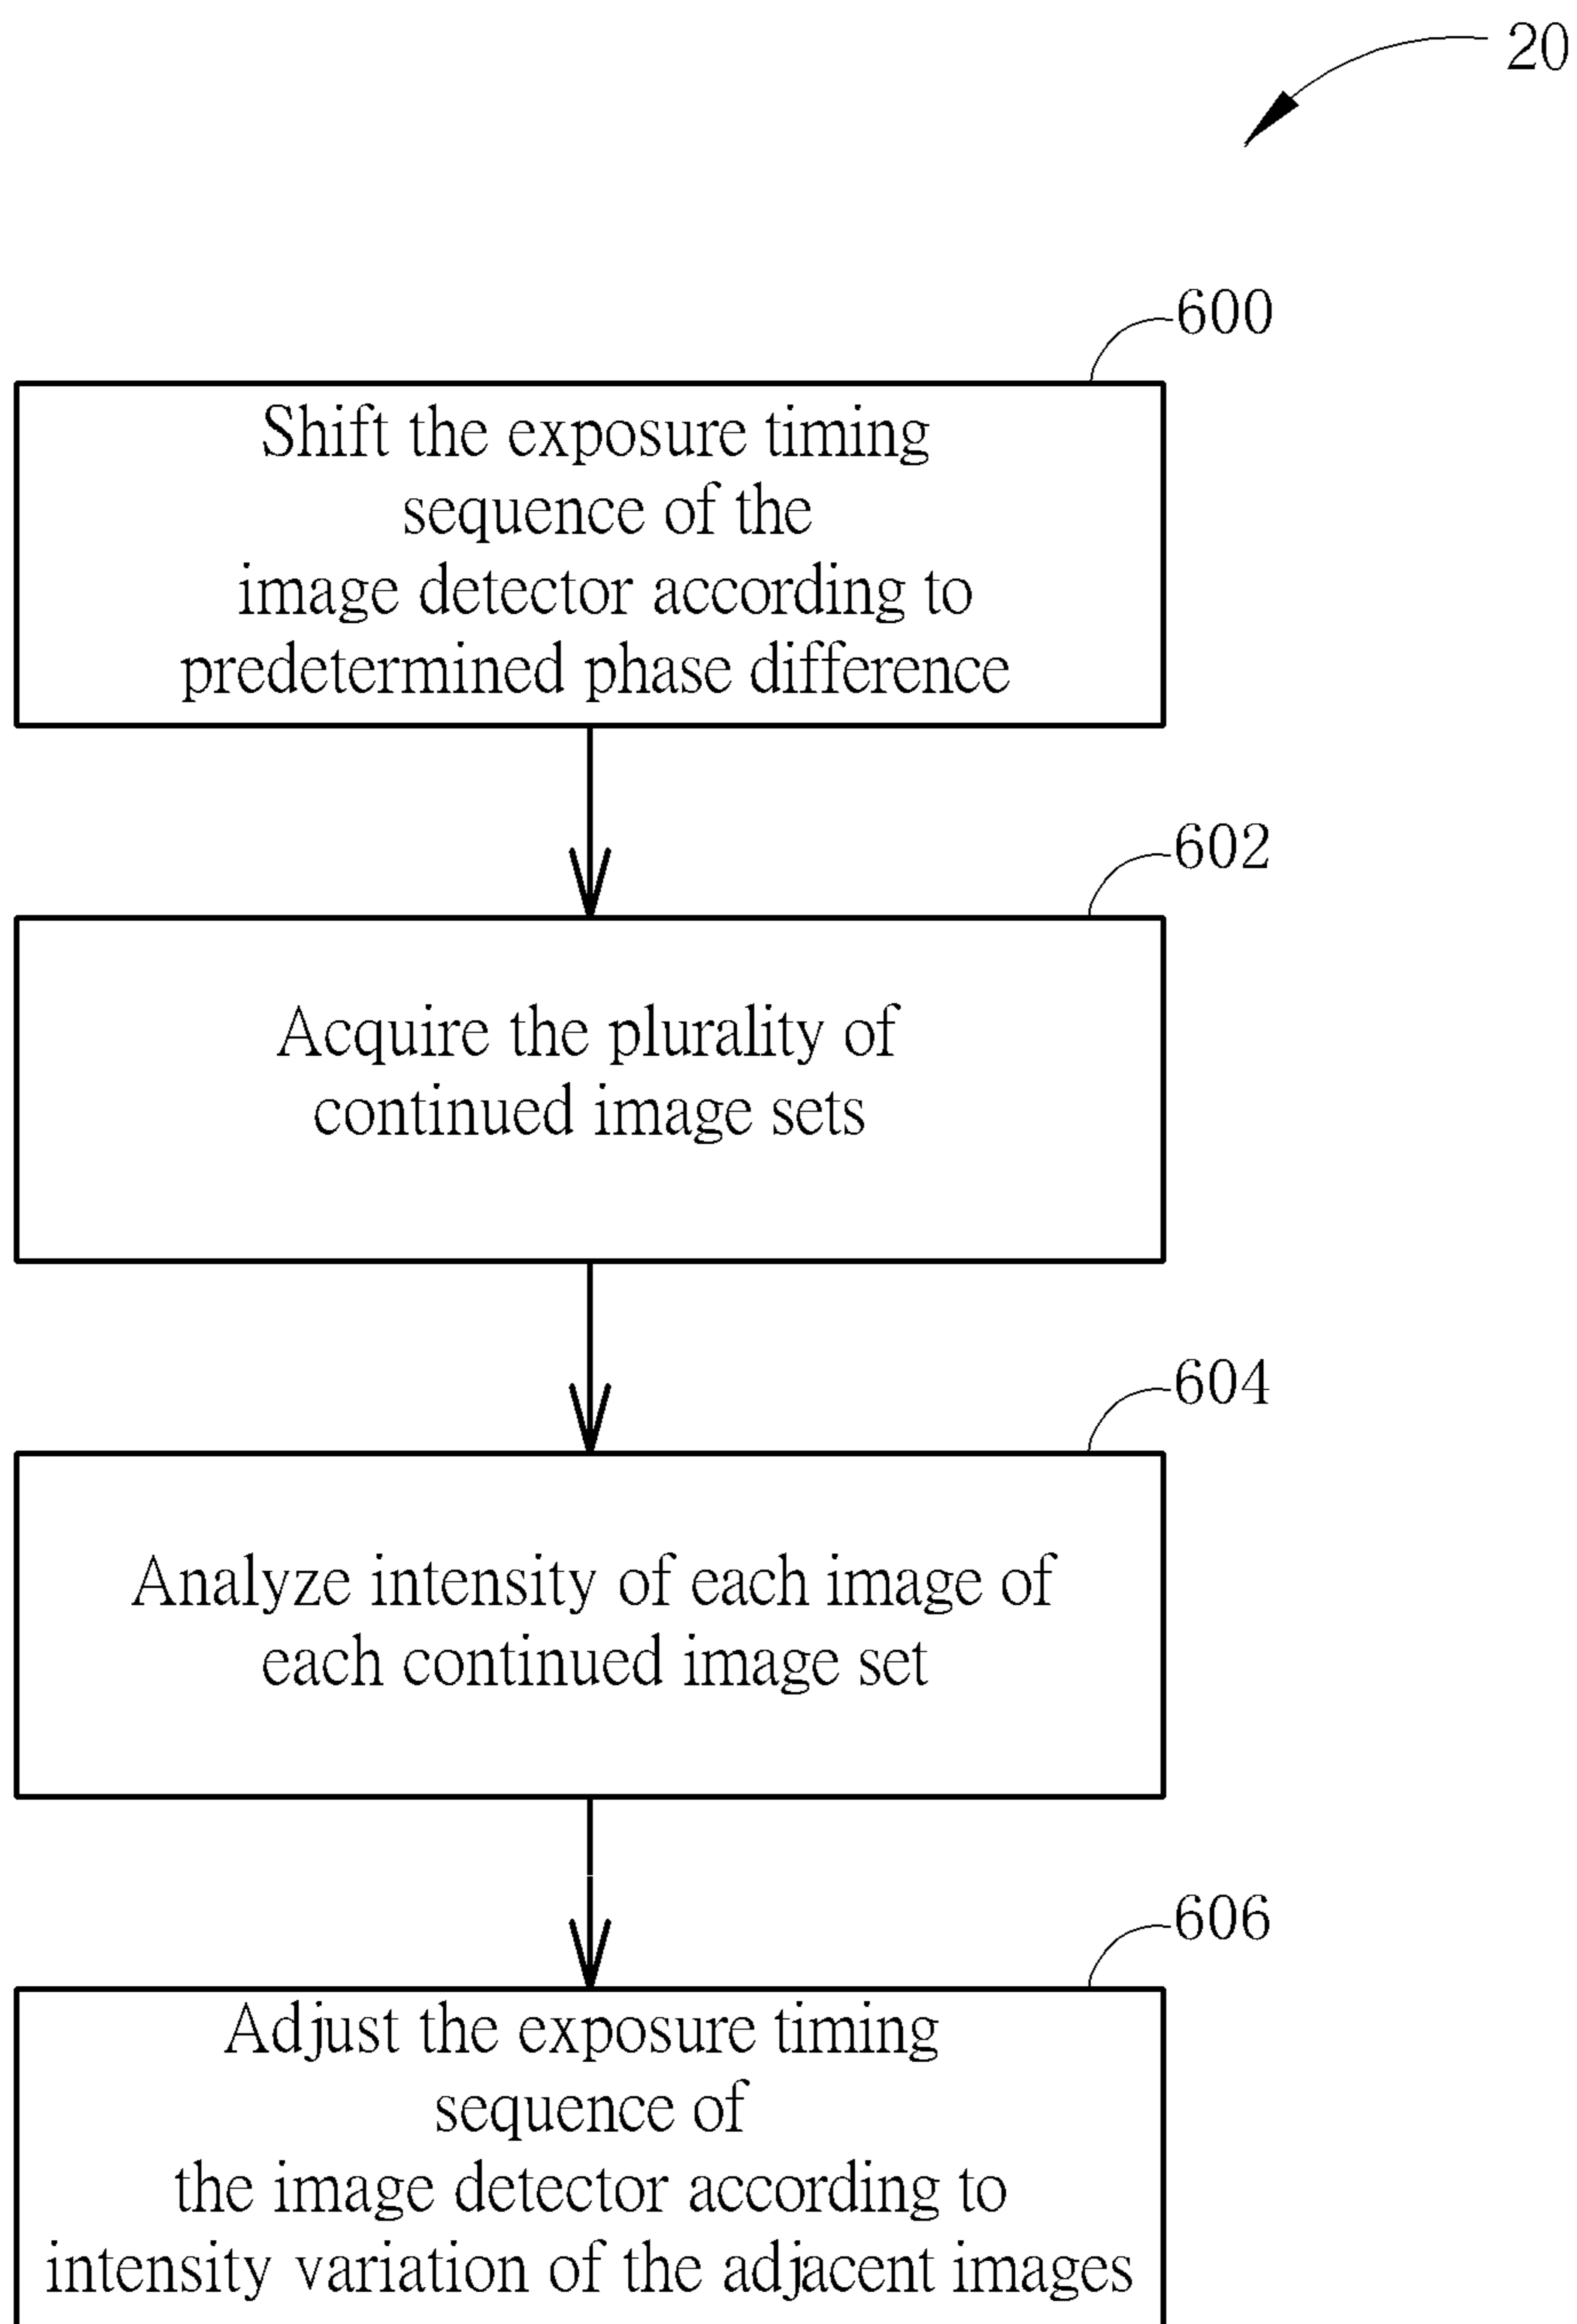 20
600
Shift the exposure timing
sequence of the
image detector according to
predetermined phase difference
602
Acquire the plurality of
continued image sets
604
Analyze intensity of each image of
each continued image set
606
Adjust the exposure timing
sequence of
the image detector according to
intensity variation of the adjacent images